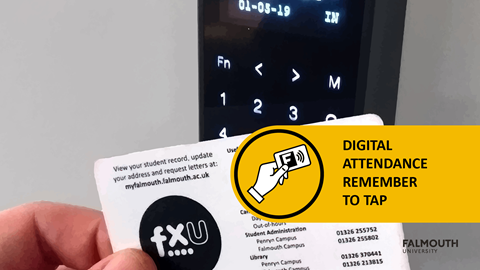 01-05-19 IN
Fn < > M
1 2 3
4
View your student record, update
your address and request letters at:
myfalmouth.falmouth.ac.uk
fXU
Student Administration
Penryn Campus 01326 255752
Falmouth Campus 01326 255802
Library
Penryn Campus 01326 370441
Falmouth Campus 01326 213815
F
DIGITAL
ATTENDANCE
REMEMBER
TO TAP
FALMOUTH
UNIVERSITY